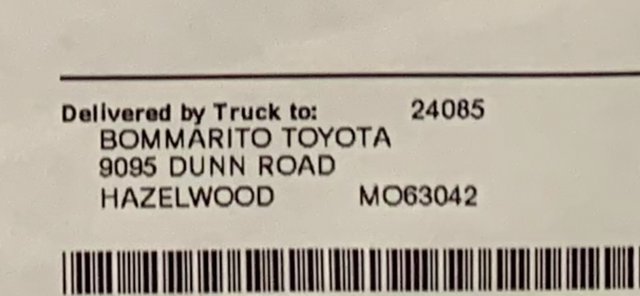 Delivered by Truck to: 24085
BOMMARITO TOYOTA
9095 DUNN ROAD
HAZELWOOD MO63042